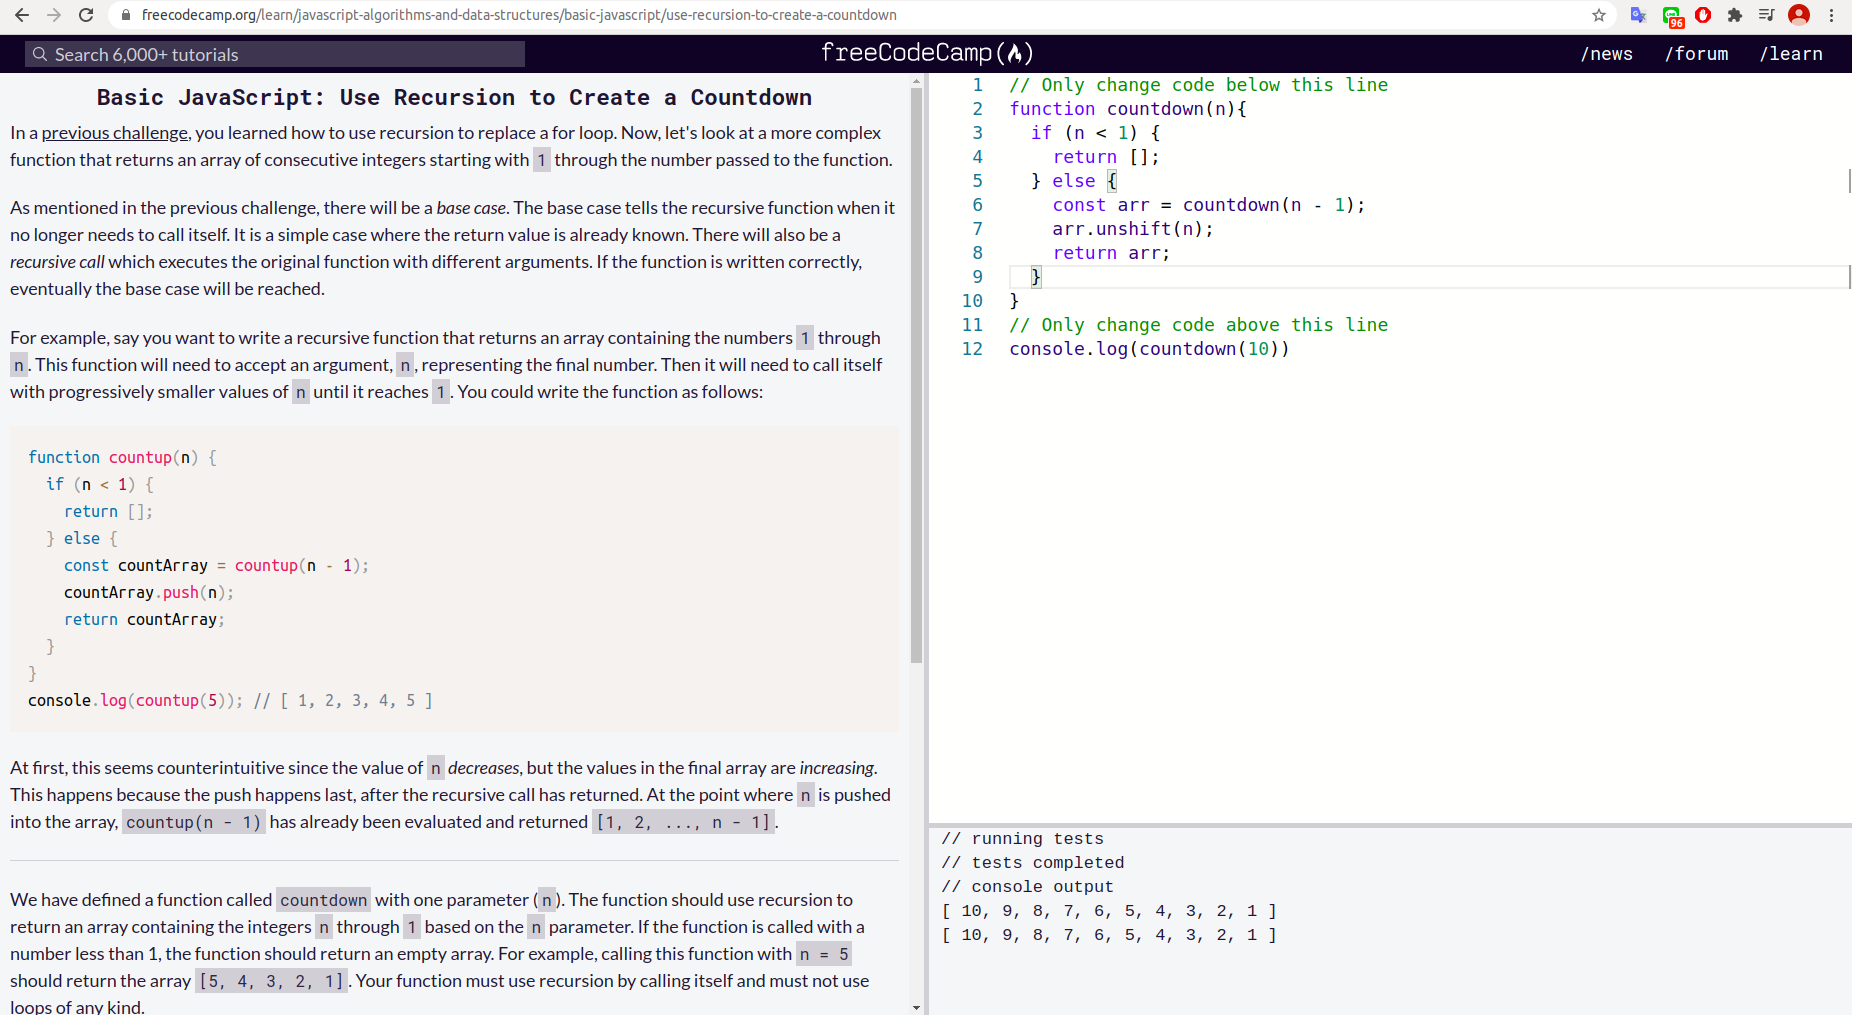 freecodecamp.org/learn/javascript-algorithms-and-data-structures/basic-javascript/use-recursion-to-create-a-countdown
96
Search 6,000+ tutorials
freeCodeCamp(🔥)
/news
/forum
/learn
Basic JavaScript: Use Recursion to Create a Countdown
In a previous challenge, you learned how to use recursion to replace a for loop. Now, let's look at a more complex
function that returns an array of consecutive integers starting with 1 through the number passed to the function.
As mentioned in the previous challenge, there will be a base case. The base case tells the recursive function when it
no longer needs to call itself. It is a simple case where the return value is already known. There will also be a
recursive call which executes the original function with different arguments. If the function is written correctly,
eventually the base case will be reached.
For example, say you want to write a recursive function that returns an array containing the numbers 1 through
n. This function will need to accept an argument, n, representing the final number. Then it will need to call itself
with progressively smaller values of n until it reaches 1. You could write the function as follows:
function countup(n) {
  if (n < 1) {
    return [];
  } else {
    const countArray = countup(n - 1);
    countArray.push(n);
    return countArray;
  }
}
console.log(countup(5)); // [ 1, 2, 3, 4, 5 ]
At first, this seems counterintuitive since the value of n decreases, but the values in the final array are increasing.
This happens because the push happens last, after the recursive call has returned. At the point where n is pushed
into the array, countup(n - 1) has already been evaluated and returned [1, 2, ..., n - 1].
We have defined a function called countdown with one parameter (n). The function should use recursion to
return an array containing the integers n through 1 based on the n parameter. If the function is called with a
number less than 1, the function should return an empty array. For example, calling this function with n = 5
should return the array [5, 4, 3, 2, 1]. Your function must use recursion by calling itself and must not use
loops of any kind.
1 // Only change code below this line
2 function countdown(n){
3   if (n < 1) {
4     return [];
5   } else {
6     const arr = countdown(n - 1);
7     arr.unshift(n);
8     return arr;
9   }
10 }
11 // Only change code above this line
12 console.log(countdown(10))
// running tests
// tests completed
// console output
[ 10, 9, 8, 7, 6, 5, 4, 3, 2, 1 ]
[ 10, 9, 8, 7, 6, 5, 4, 3, 2, 1 ]